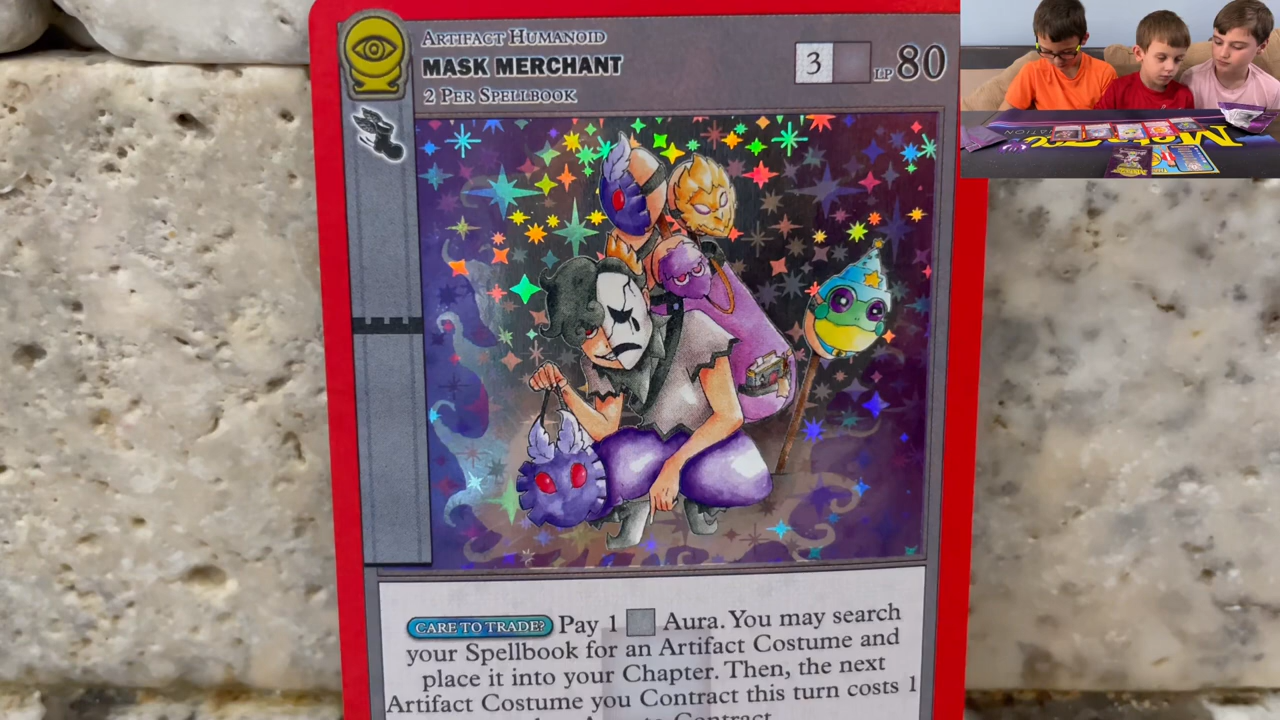 ARTIFACT HUMANOID
MASK MERCHANT
2 PER SPELLBOOK
3
LP 80
CARE TO TRADE? Pay 1 Aura. You may search
your Spellbook for an Artifact Costume and
place it into your Chapter. Then, the next
Artifact Costume you Contract this turn costs 1
Contract.